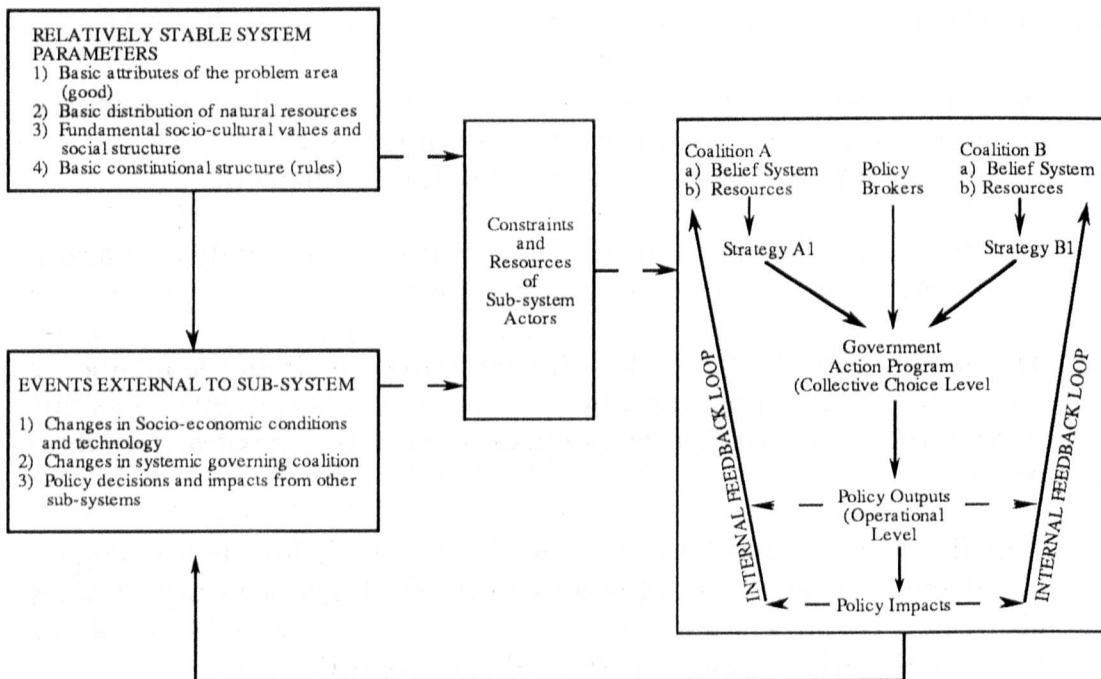 RELATIVELY STABLE SYSTEM
PARAMETERS
1) Basic attributes of the problem area
(good)
2) Basic distribution of natural resources
3) Fundamental socio-cultural values and
social structure
4) Basic constitutional structure (rules)
EVENTS EXTERNAL TO SUB-SYSTEM
1) Changes in Socio-economic conditions
and technology
2) Changes in systemic governing coalition
3) Policy decisions and impacts from other
sub-systems
Constraints
and
Resources
of
Sub-system
Actors
Coalition A
a) Belief System
b) Resources
Policy
Brokers
Coalition B
a) Belief System
b) Resources
Strategy A1
Strategy B1
Government
Action Program
(Collective Choice Level
Policy Outputs
(Operational
Level
Policy Impacts
INTERNAL FEEDBACK LOOP
INTERNAL FEEDBACK LOOP